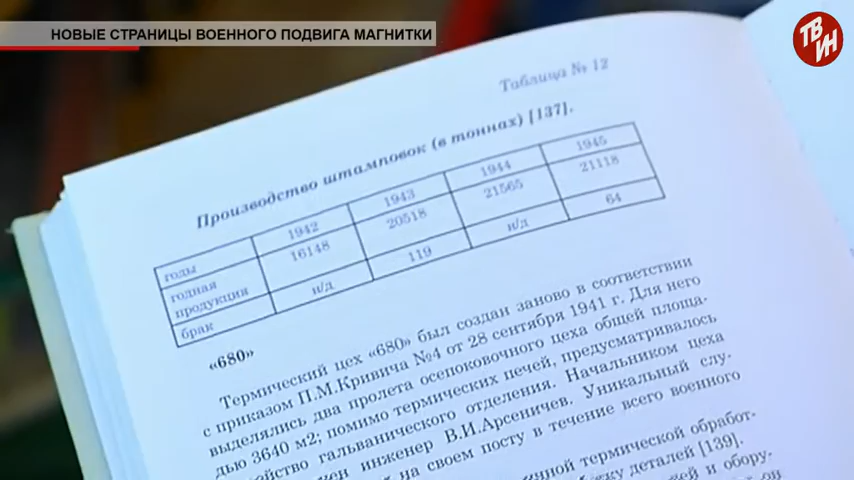 НОВЫЕ СТРАНИЦЫ ВОЕННОГО ПОДВИГА МАГНИТКИ
ТВ
ИН
Таблица № 12
Производство штамповок (в тоннах) [137].
годы 1942 1943 1944 1945
годная продукция 16148 20518 21565 21118
брак н/д 119 н/д 64
«680»
Термический цех «680» был создан заново в соответствии
с приказом П.М.Кривича №4 от 28 сентября 1941 г. Для него
выделялись два пролета осепоковочного цеха общей площа-
дью 3640 м2; помимо термических печей, предусматривалось
гальванического отделения. Начальником цеха
инженер В.И.Арсеничев. Уникальный слу-
на своем посту в течение всего военного
термической обработ-
деталей [139].
и обору-